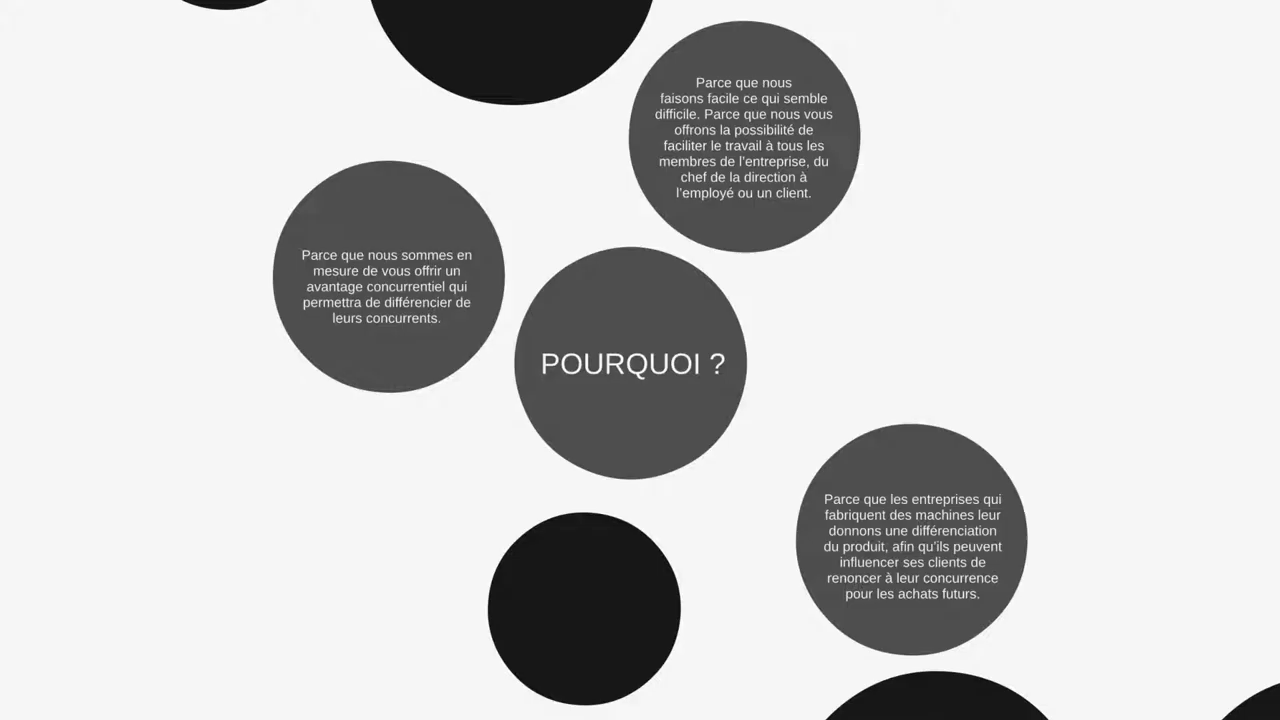 Parce que nous
faisons facile ce qui semble
difficile. Parce que nous vous
offrons la possibilité de
faciliter le travail à tous les
membres de l'entreprise, du
chef de la direction à
l'employé ou un client.
Parce que nous sommes en
mesure de vous offrir un
avantage concurrentiel qui
permettra de différencier de
leurs concurrents.
POURQUOI ?
Parce que les entreprises qui
fabriquent des machines leur
donnons une différenciation
du produit, afin qu'ils peuvent
influencer ses clients de
renoncer à leur concurrence
pour les achats futurs.